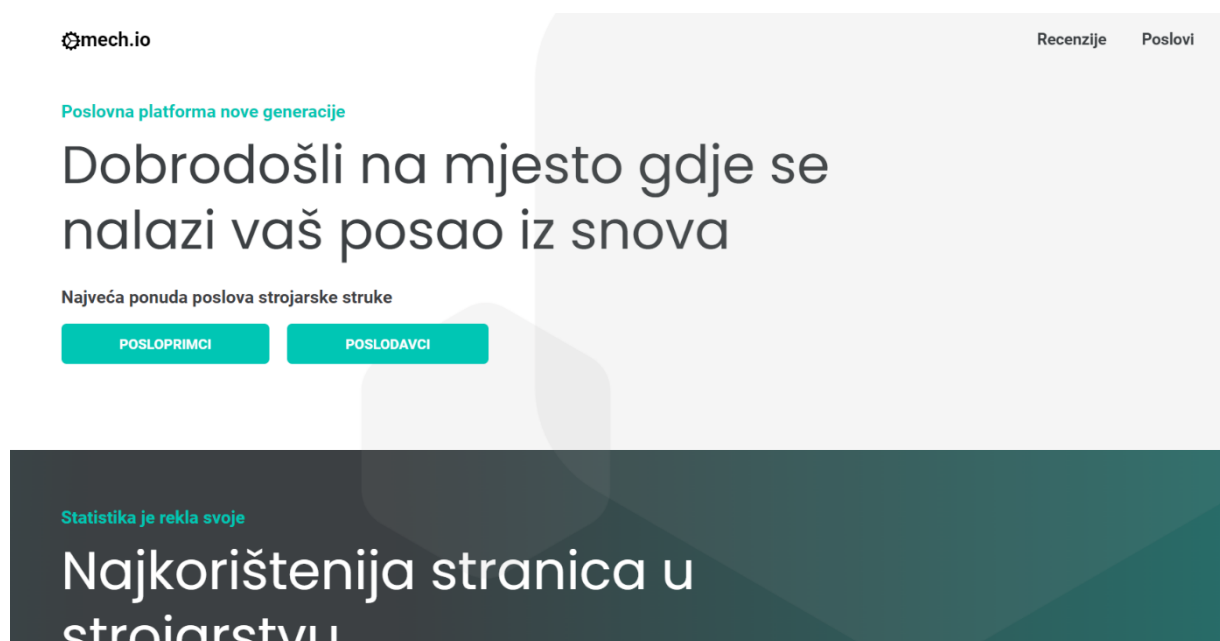 mech.io
Recenzije Poslovi
Poslovna platforma nove generacije
Dobrodošli na mjesto gdje se
nalazi vaš posao iz snova
Najveća ponuda poslova strojarske struke
POSLOPRIMCI POSLODAVCI
Statistika je rekla svoje
Najkorištenija stranica u
strojarstvu